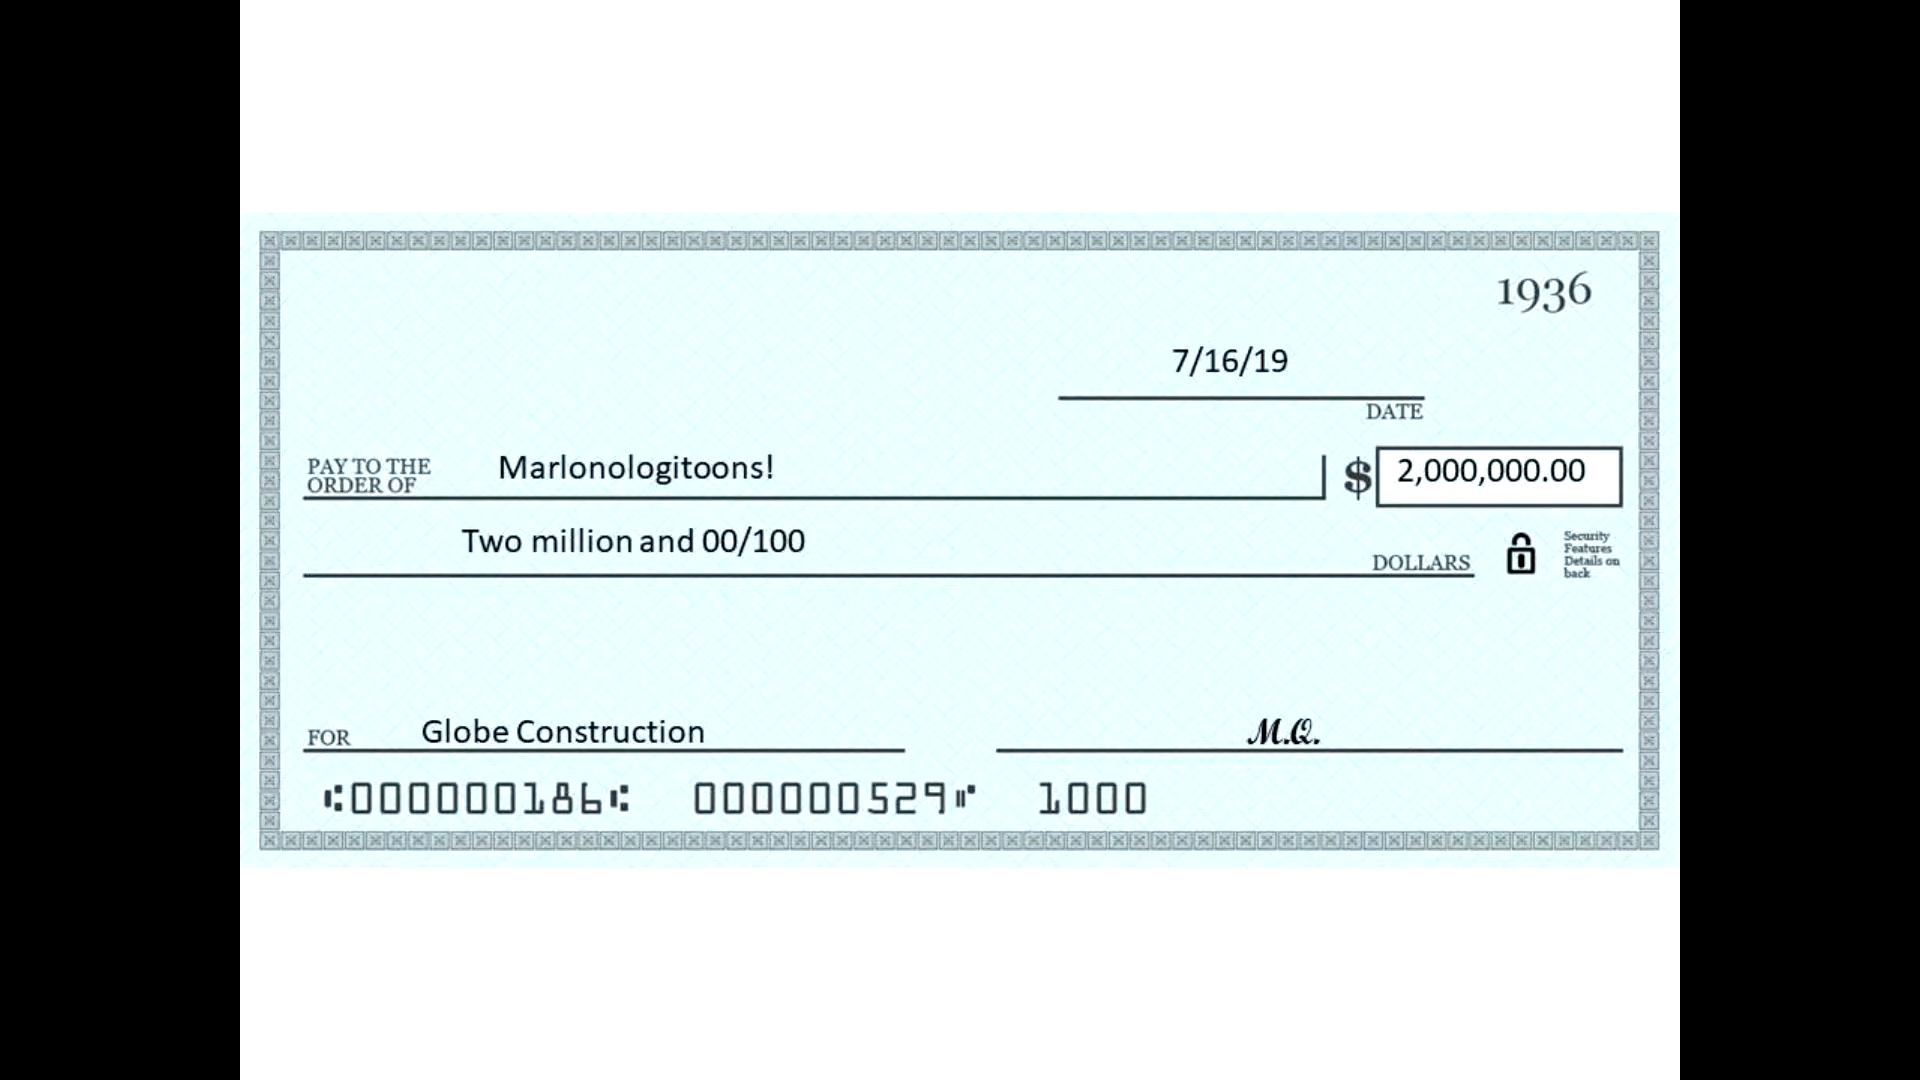 1936
7/16/19
DATE
PAY TO THE
ORDER OF
Marlonologitoons!
$ 2,000,000.00
Two million and 00/100
DOLLARS
Security
Features
Details on
back
FOR Globe Construction
M.Q.
⑆000000186⑆ 000000529⑈ 1000